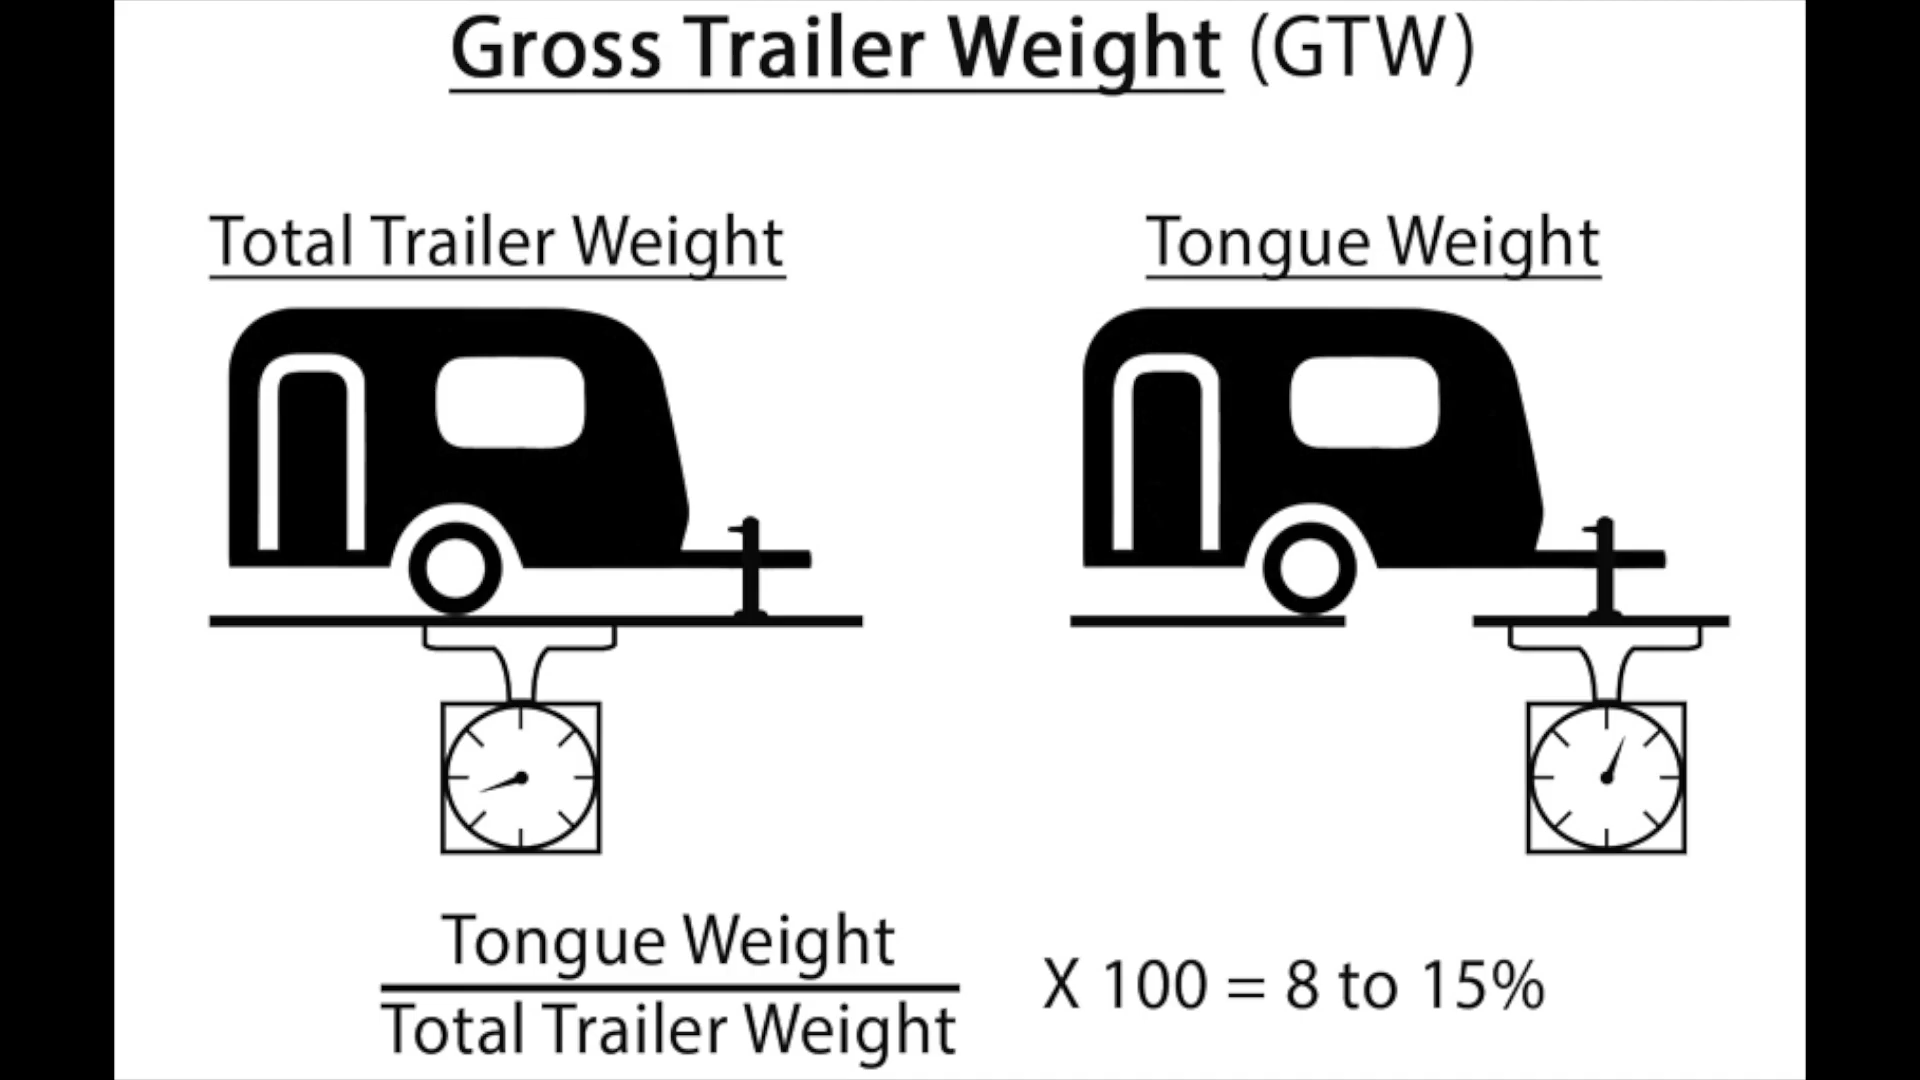 Gross Trailer Weight (GTW)
Total Trailer Weight
Tongue Weight
Tongue Weight
Total Trailer Weight
X 100 = 8 to 15%